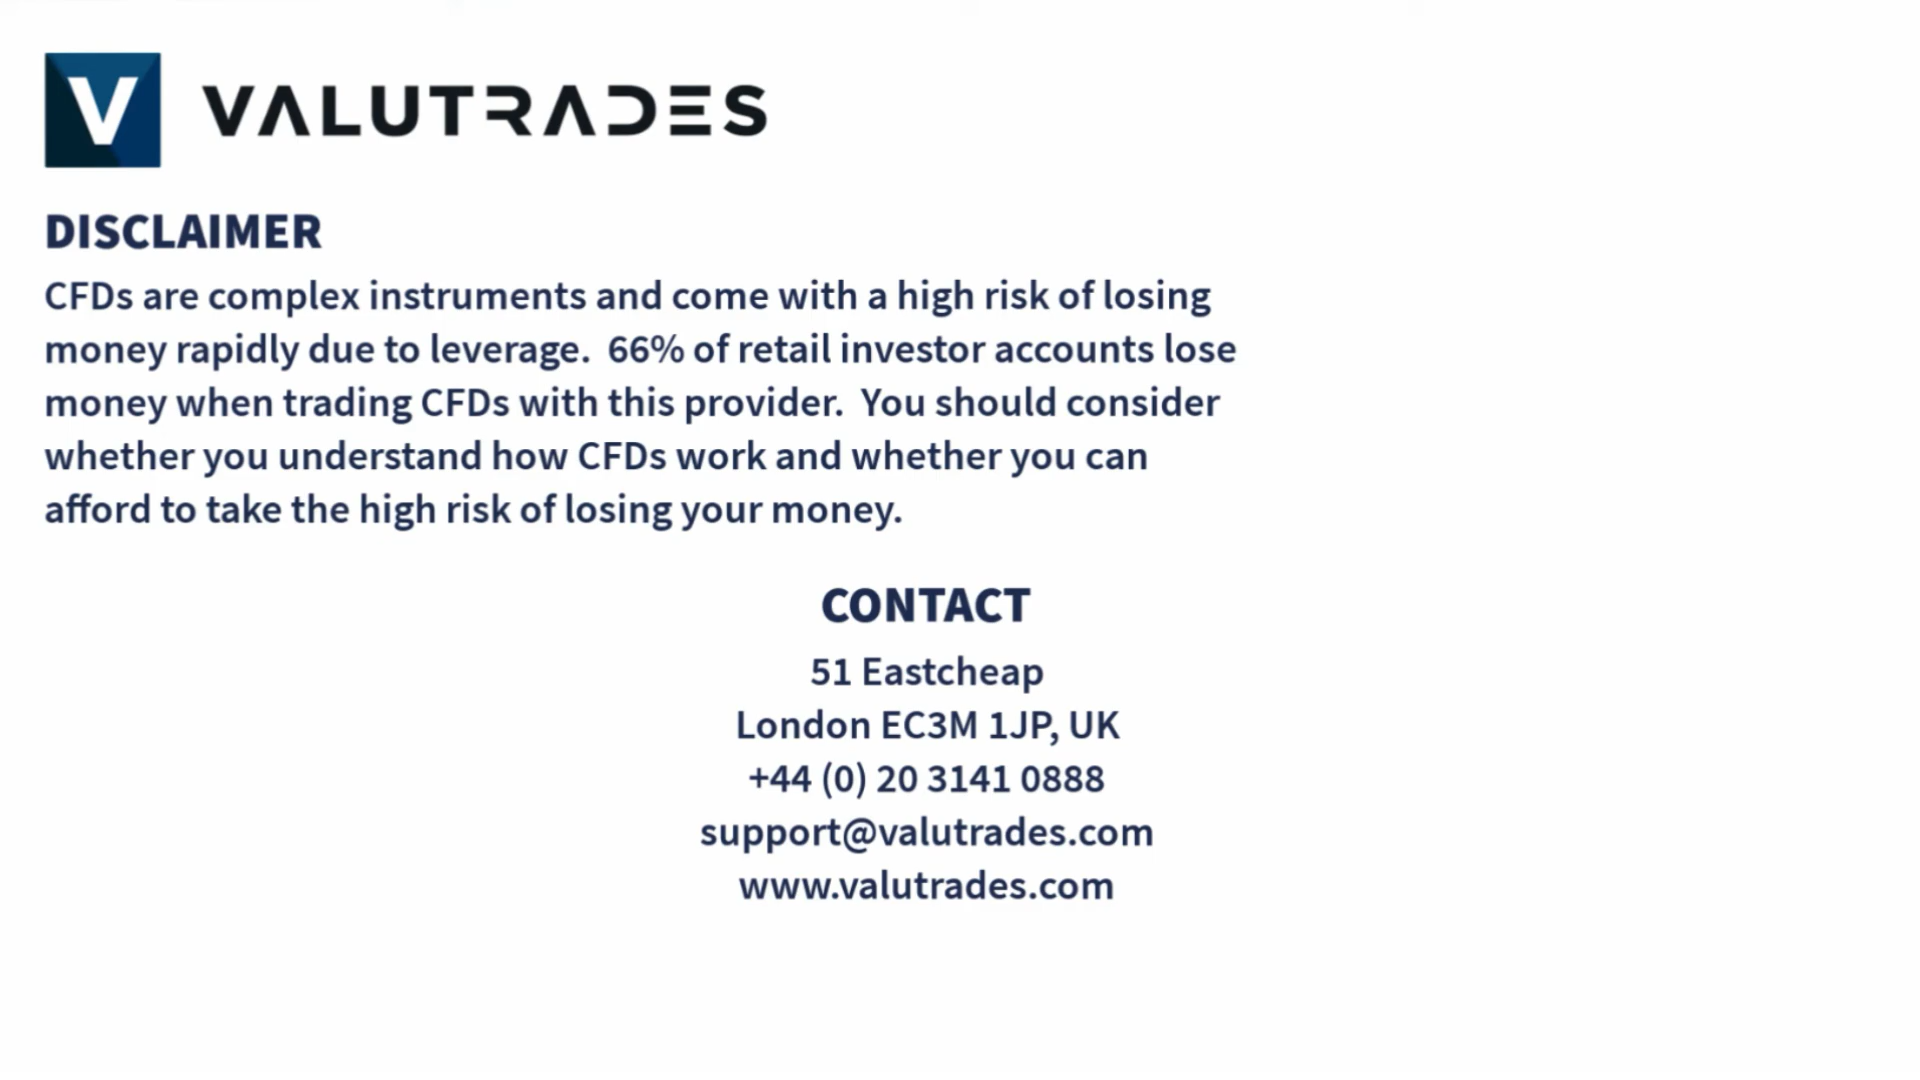 V VALUTRADES
DISCLAIMER
CFDs are complex instruments and come with a high risk of losing
money rapidly due to leverage.  66% of retail investor accounts lose
money when trading CFDs with this provider.  You should consider
whether you understand how CFDs work and whether you can
afford to take the high risk of losing your money.
CONTACT
51 Eastcheap
London EC3M 1JP, UK
+44 (0) 20 3141 0888
support@valutrades.com
www.valutrades.com